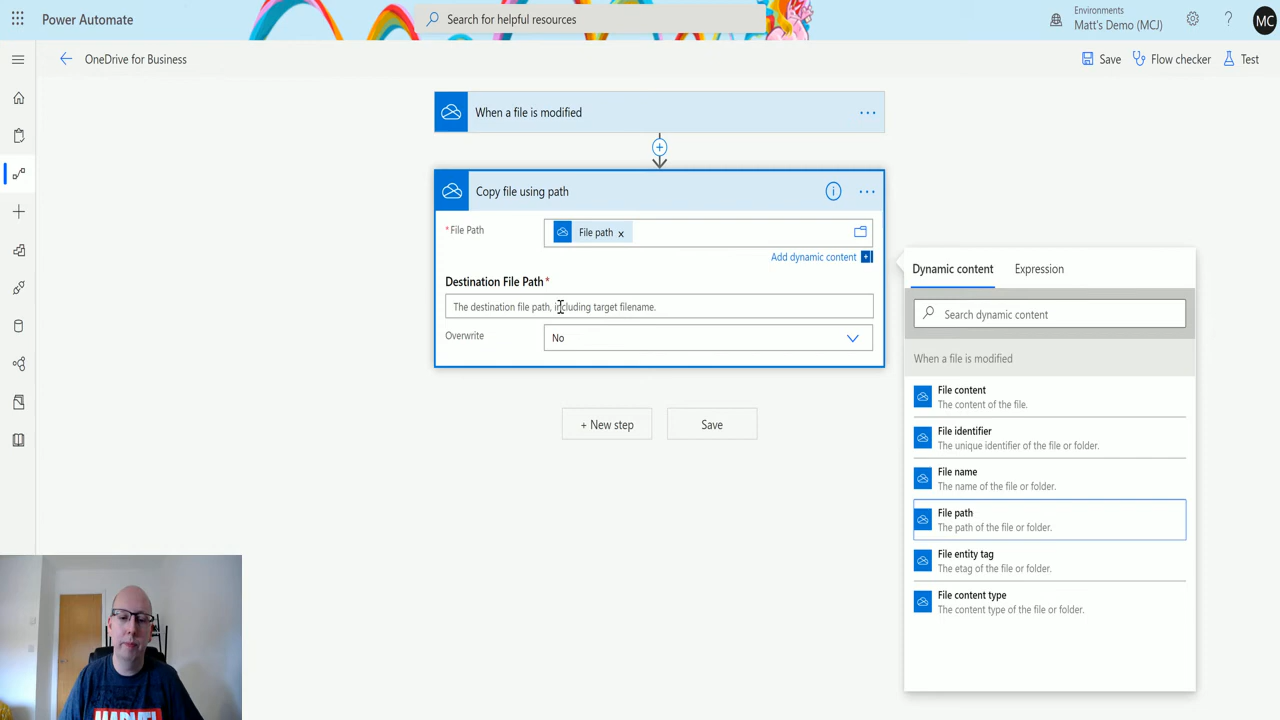 Power Automate
Search for helpful resources
Environments
Matt's Demo (MCJ)
MC
OneDrive for Business
Save
Flow checker
Test
When a file is modified
Copy file using path
* File Path
File path x
Add dynamic content
Destination File Path *
The destination file path, including target filename.
Overwrite
No
+ New step
Save
Dynamic content
Expression
Search dynamic content
When a file is modified
File content
The content of the file.
File identifier
The unique identifier of the file or folder.
File name
The name of the file or folder.
File path
The path of the file or folder.
File entity tag
The etag of the file or folder.
File content type
The content type of the file or folder.
MARVEL